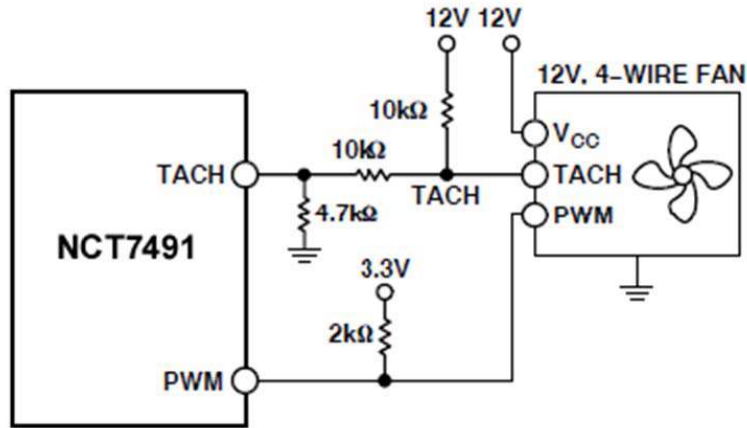 12V 12V
12V. 4-WIRE FAN
10kΩ
VCC
10kΩ
TACH
TACH
TACH
4.7kΩ
PWM
NCT7491
3.3V
2kΩ
PWM